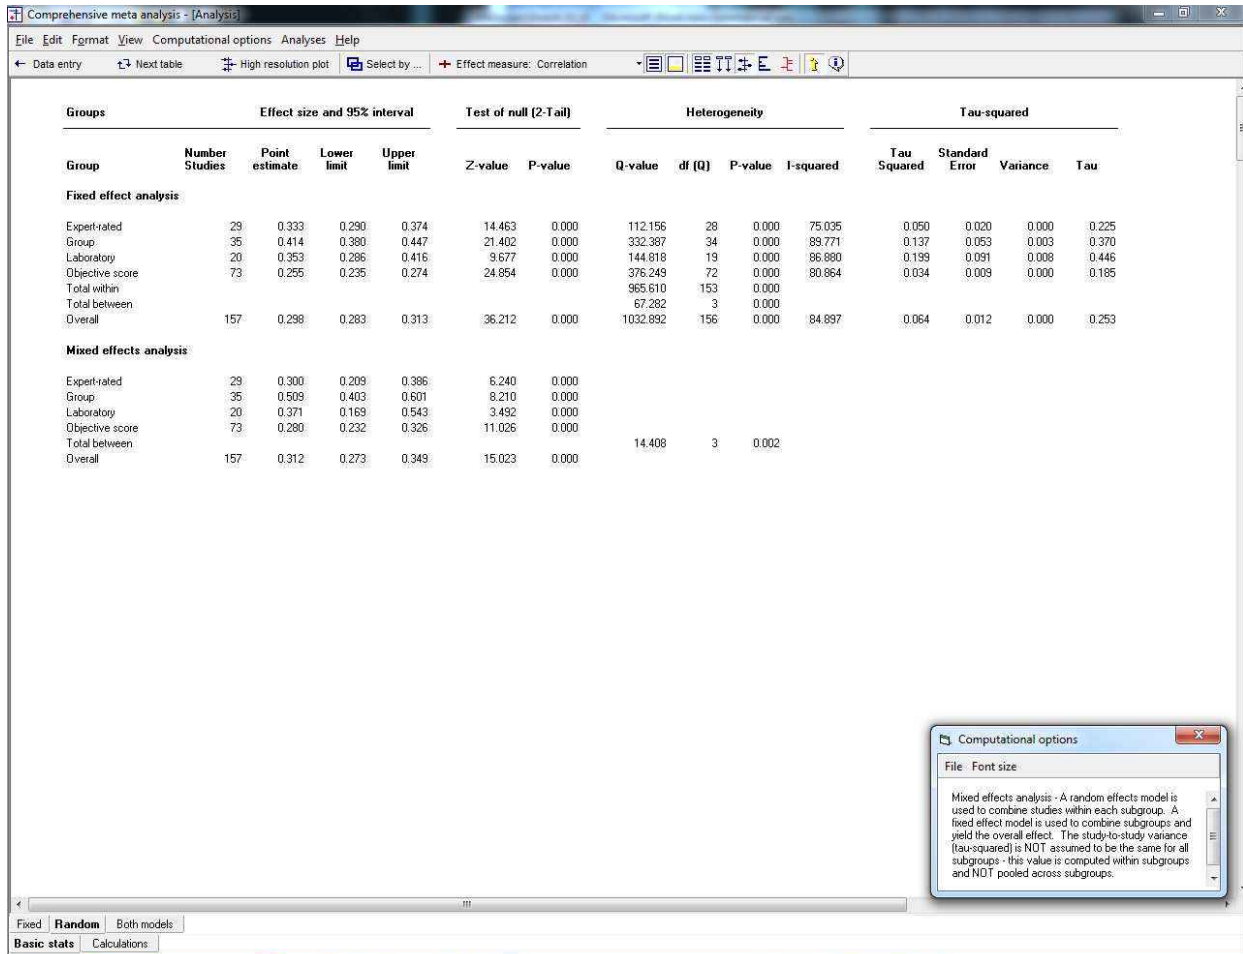 Comprehensive meta analysis - [Analysis]
File Edit Format View Computational options Analyses Help
← Data entry Next table High resolution plot Select by ... Effect measure: Correlation
Groups Effect size and 95% interval Test of null (2-Tail) Heterogeneity Tau-squared
Group Number Studies Point estimate Lower limit Upper limit Z-value P-value Q-value df (Q) P-value I-squared Tau Squared Standard Error Variance Tau
Fixed effect analysis
Expert-rated 29 0.333 0.290 0.374 14.463 0.000 112.156 28 0.000 75.035 0.050 0.020 0.000 0.225
Group 35 0.414 0.380 0.447 21.402 0.000 332.387 34 0.000 89.771 0.137 0.053 0.003 0.370
Laboratory 20 0.353 0.286 0.416 9.677 0.000 144.818 19 0.000 86.880 0.199 0.091 0.008 0.446
Objective score 73 0.255 0.235 0.274 24.854 0.000 376.249 72 0.000 80.864 0.034 0.009 0.000 0.185
Total within 965.610 153 0.000
Total between 67.282 3 0.000
Overall 157 0.298 0.283 0.313 36.212 0.000 1032.892 156 0.000 84.897 0.064 0.012 0.000 0.253
Mixed effects analysis
Expert-rated 29 0.300 0.209 0.386 6.240 0.000
Group 35 0.509 0.403 0.601 8.210 0.000
Laboratory 20 0.371 0.169 0.543 3.492 0.000
Objective score 73 0.280 0.232 0.326 11.026 0.000
Total between 14.408 3 0.002
Overall 157 0.312 0.273 0.349 15.023 0.000
Computational options
File Font size
Mixed effects analysis - A random effects model is
used to combine studies within each subgroup. A
fixed effect model is used to combine subgroups and
yield the overall effect. The study-to-study variance
(tau-squared) is NOT assumed to be the same for all
subgroups - this value is computed within subgroups
and NOT pooled across subgroups.
Fixed Random Both models
Basic stats Calculations